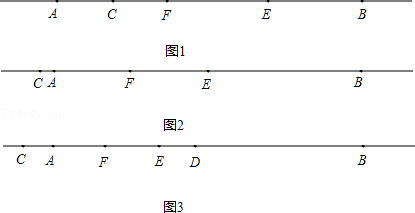 A C F E B
图1
C A F E B
图2
C A F E D B
图3